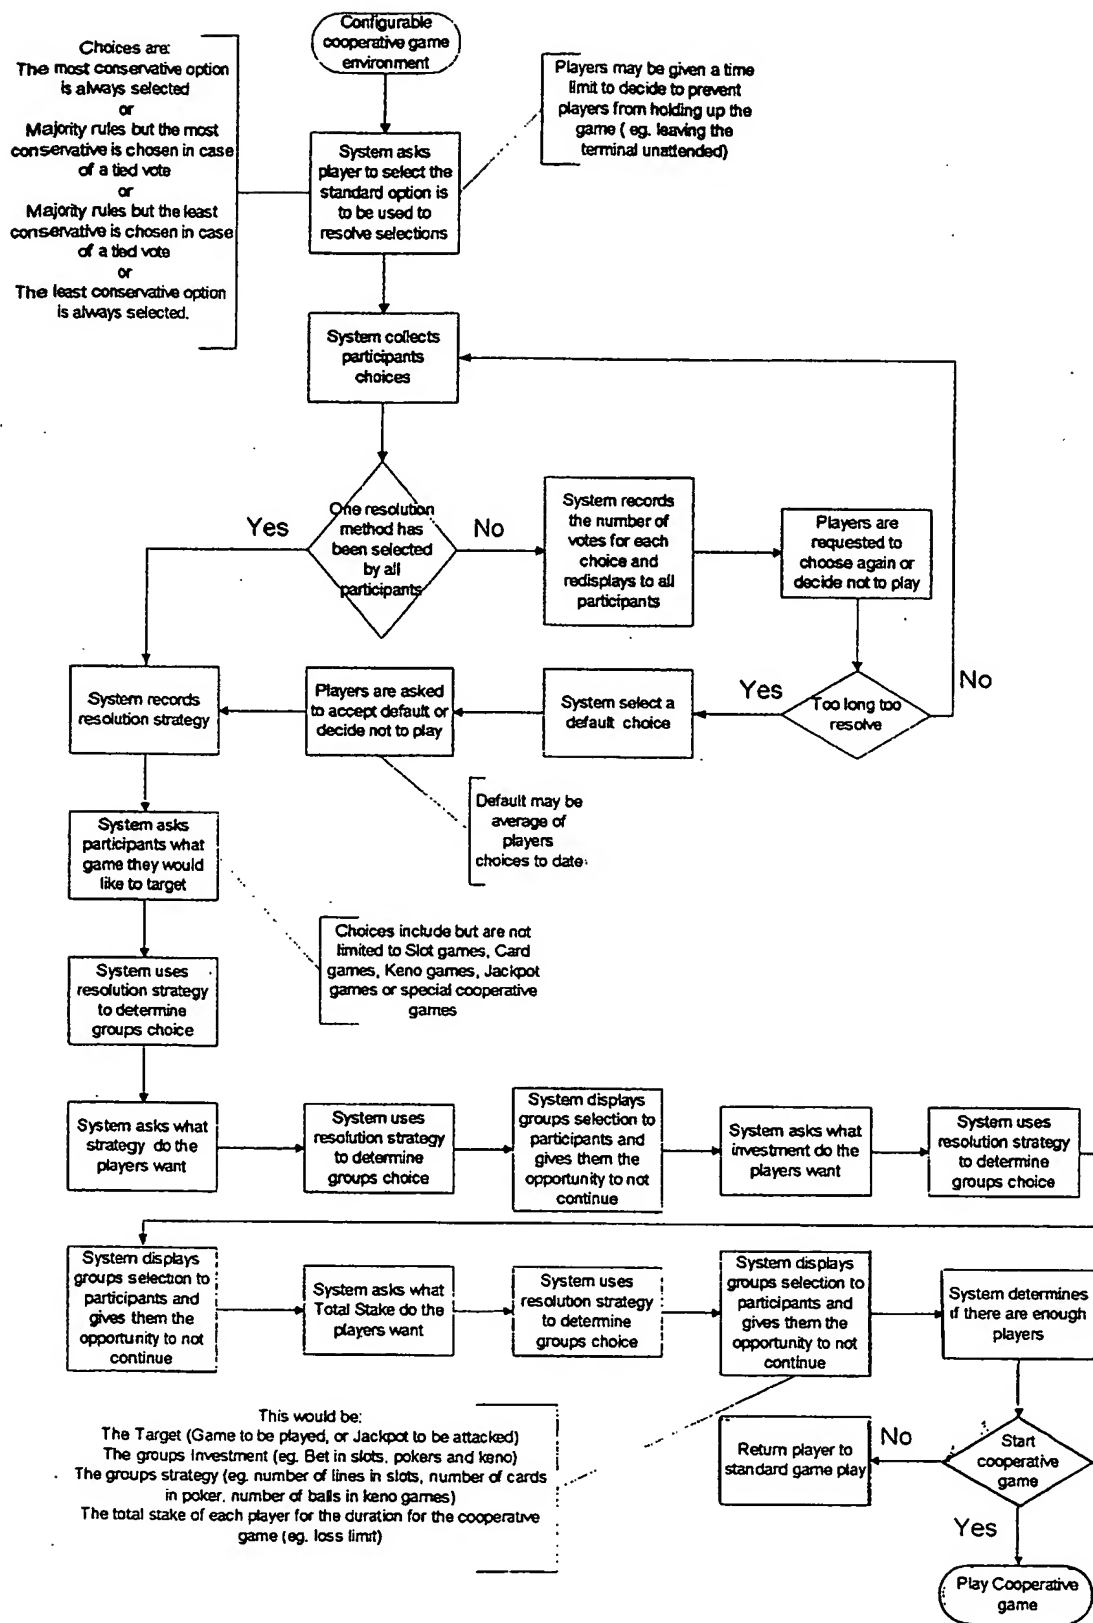 Configurable
cooperative game
environment
Choices are:
The most conservative option
is always selected
or
Majority rules but the most
conservative is chosen in case
of a tied vote
or
Majority rules but the least
conservative is chosen in case
of a tied vote
or
The least conservative option
is always selected.
Players may be given a time
limit to decide to prevent
players from holding up the
game ( eg. leaving the
terminal unattended)
System asks
player to select the
standard option is
to be used to
resolve selections
System collects
participants
choices
One resolution
method has
been selected
by all
participants
Yes
No
System records
the number of
votes for each
choice and
redisplays to all
participants
Players are
requested to
choose again or
decide not to play
Too long too
resolve
Yes
No
System select a
default choice
Players are asked
to accept default or
decide not to play
System records
resolution strategy
Default may be
average of
players
choices to date.
System asks
participants what
game they would
like to target
Choices include but are not
limited to Slot games, Card
games, Keno games, Jackpot
games or special cooperative
games
System uses
resolution strategy
to determine
groups choice
System asks what
strategy do the
players want
System uses
resolution strategy
to determine
groups choice
System displays
groups selection to
participants and
gives them the
opportunity to not
continue
System asks what
investment do the
players want
System uses
resolution strategy
to determine
groups choice
System displays
groups selection to
participants and
gives them the
opportunity to not
continue
System asks what
Total Stake do the
players want
System uses
resolution strategy
to determine
groups choice
System displays
groups selection to
participants and
gives them the
opportunity to not
continue
System determines
if there are enough
players
This would be:
The Target (Game to be played, or Jackpot to be attacked)
The groups Investment (eg. Bet in slots, pokers and keno)
The groups strategy (eg. number of lines in slots, number of cards
in poker, number of balls in keno games)
The total stake of each player for the duration for the cooperative
game (eg. loss limit)
Return player to
standard game play
No
Start
cooperative
game
Yes
Play Cooperative
game